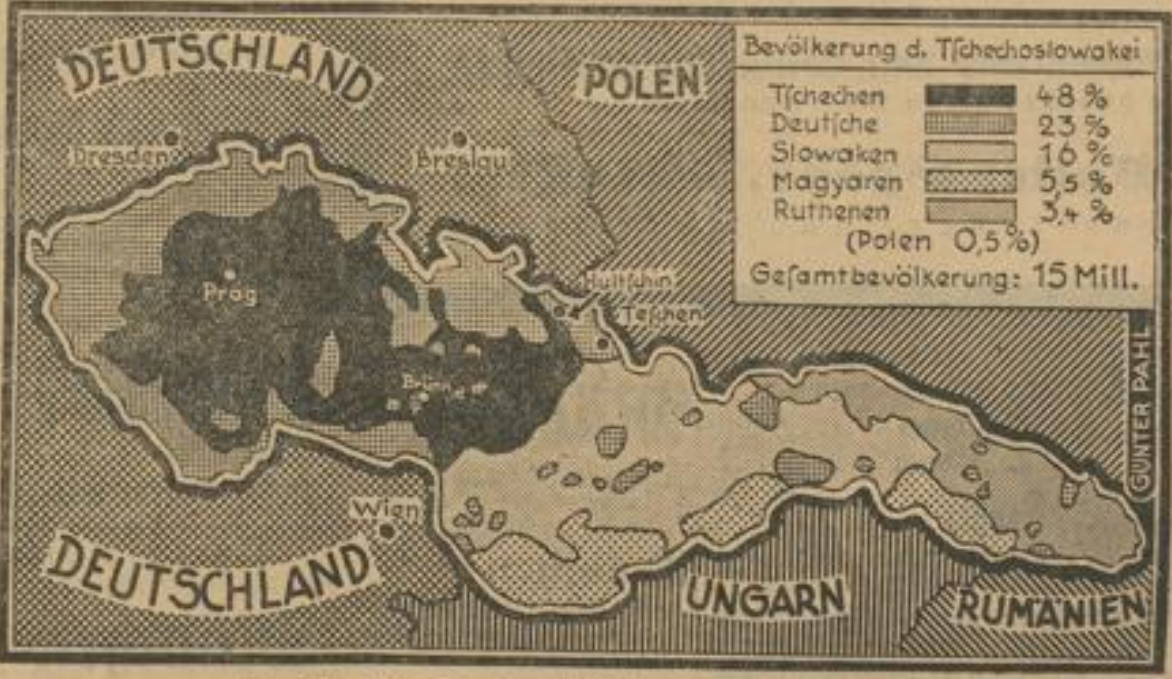 DEUTSCHLAND
POLEN
Dresden
Breslau
Bevölkerung d. Tſchechoslowakei
Tſchechen 48 %
Deutſche 23 %
Slowaken 16 %
Magyaren 5,5 %
Ruthenen 3,4 %
(Polen 0,5 %)
Geſamtbevölkerung: 15 Mill.
Prag
Hultſchin
Teſchen
Brünn
GÜNTER PAHL
Wien
DEUTSCHLAND
UNGARN
RUMÄNIEN